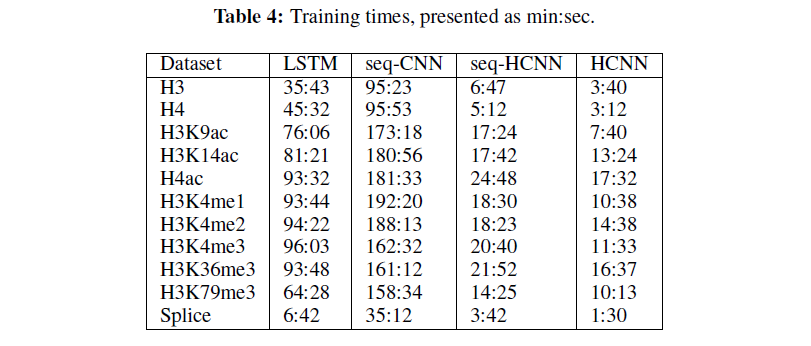 Table 4: Training times, presented as min:sec.
Dataset LSTM seq-CNN seq-HCNN HCNN
H3 35:43 95:23 6:47 3:40
H4 45:32 95:53 5:12 3:12
H3K9ac 76:06 173:18 17:24 7:40
H3K14ac 81:21 180:56 17:42 13:24
H4ac 93:32 181:33 24:48 17:32
H3K4me1 93:44 192:20 18:30 10:38
H3K4me2 94:22 188:13 18:23 14:38
H3K4me3 96:03 162:32 20:40 11:33
H3K36me3 93:48 161:12 21:52 16:37
H3K79me3 64:28 158:34 14:25 10:13
Splice 6:42 35:12 3:42 1:30